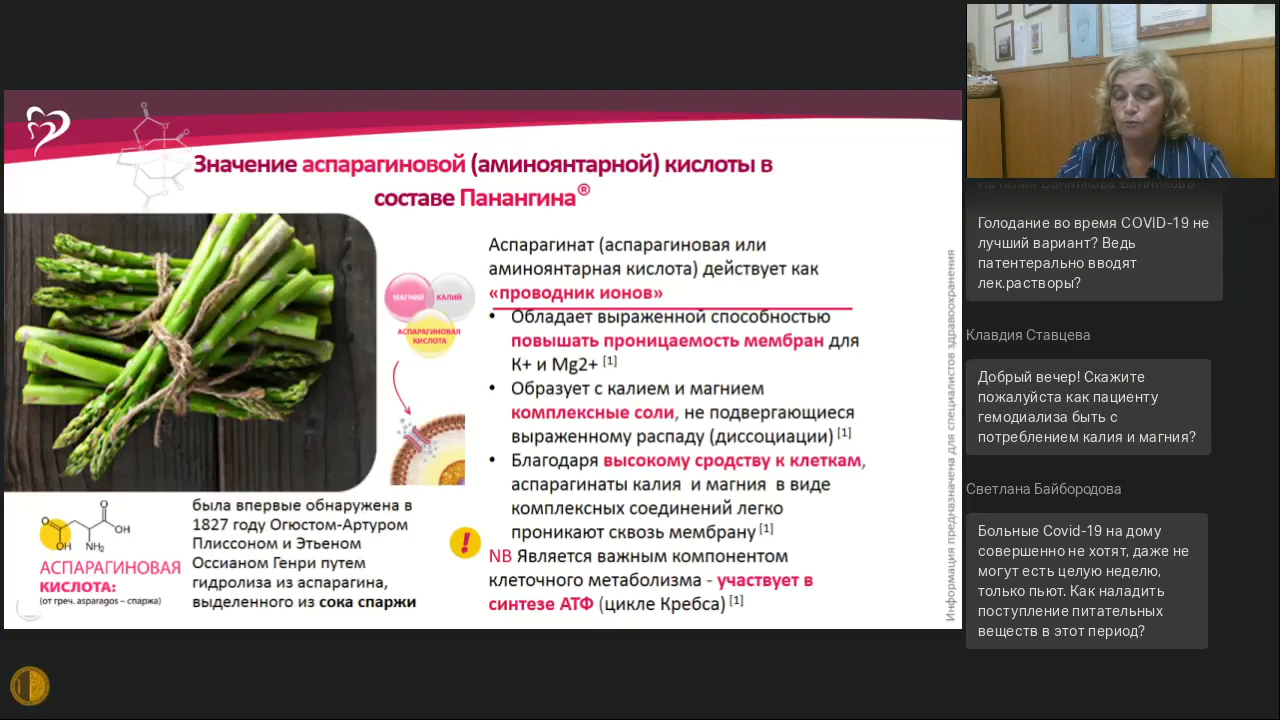 Значение аспарагиновой (аминоянтарной) кислоты в
составе Панангина®
Аспарагинат (аспарагиновая или
аминоянтарная кислота) действует как
«проводник ионов»
• Обладает выраженной способностью
повышать проницаемость мембран для
К+ и Mg2+ [1]
• Образует с калием и магнием
комплексные соли, не подвергающиеся
выраженному распаду (диссоциации) [1]
• Благодаря высокому сродству к клеткам,
аспарагинаты калия и магния в виде
комплексных соединений легко
проникают сквозь мембрану [1]
NB Является важным компонентом
клеточного метаболизма - участвует в
синтезе АТФ (цикле Кребса) [1]
МАГНИЙ
КАЛИЙ
АСПАРАГИНОВАЯ
КИСЛОТА
!
O
OH
OH
NH2
АСПАРАГИНОВАЯ
КИСЛОТА:
(от греч. asparagos – спаржа)
была впервые обнаружена в
1827 году Огюстом-Артуром
Плиссоном и Этьеном
Оссианом Генри путем
гидролиза из аспарагина,
выделенного из сока спаржи
Информация предназначена для специалистов здравоохранения
Голодание во время COVID-19 не
лучший вариант? Ведь
патентерально вводят
лек.растворы?
Клавдия Ставцева
Добрый вечер! Скажите
пожалуйста как пациенту
гемодиализа быть с
потреблением калия и магния?
Светлана Байбородова
Больные Covid-19 на дому
совершенно не хотят, даже не
могут есть целую неделю,
только пьют. Как наладить
поступление питательных
веществ в этот период?